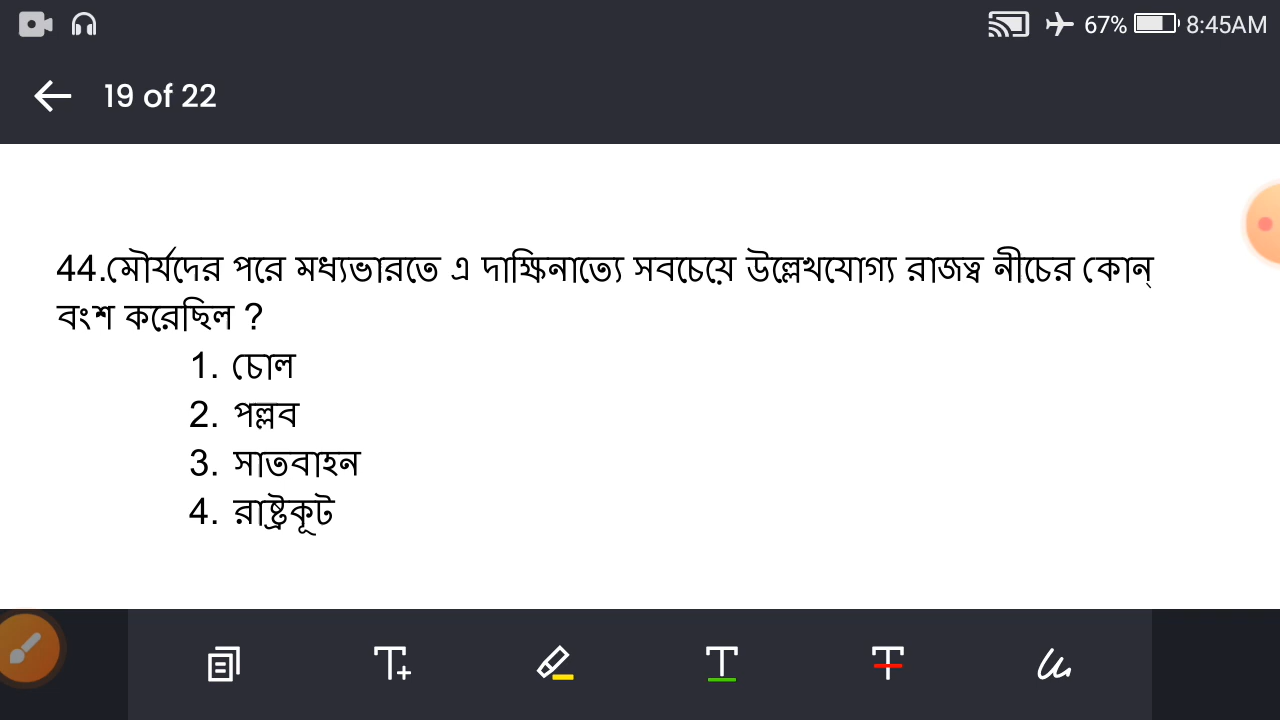 67% 8:45AM
19 of 22
44.মৌর্যদের পরে মধ্যভারতে এ দাক্ষিনাত্যে সবচেয়ে উল্লেখযোগ্য রাজত্ব নীচের কোন্
বংশ করেছিল ?
1. চোল
2. পল্লব
3. সাতবাহন
4. রাষ্ট্রকূট